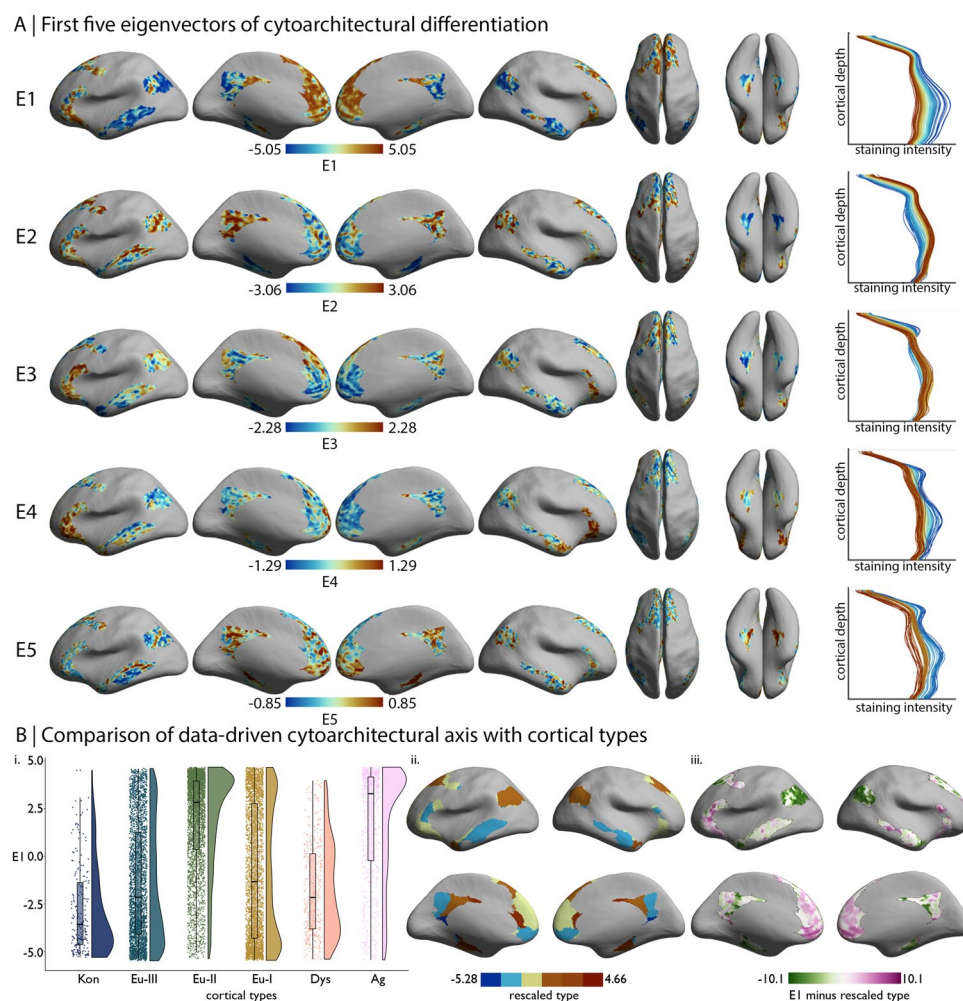 A | First five eigenvectors of cytoarchitectural differentiation
E1
-5.05 5.05
E1
cortical depth
staining intensity
E2
-3.06 3.06
E2
cortical depth
staining intensity
E3
-2.28 2.28
E3
cortical depth
staining intensity
E4
-1.29 1.29
E4
cortical depth
staining intensity
E5
-0.85 0.85
E5
cortical depth
staining intensity
B | Comparison of data-driven cytoarchitectural axis with cortical types
i.
5.0
2.5
E1 0.0
-2.5
-5.0
Kon Eu-III Eu-II Eu-I Dys Ag
cortical types
ii.
-5.28 4.66
rescaled type
iii.
-10.1 10.1
E1 minus rescaled type